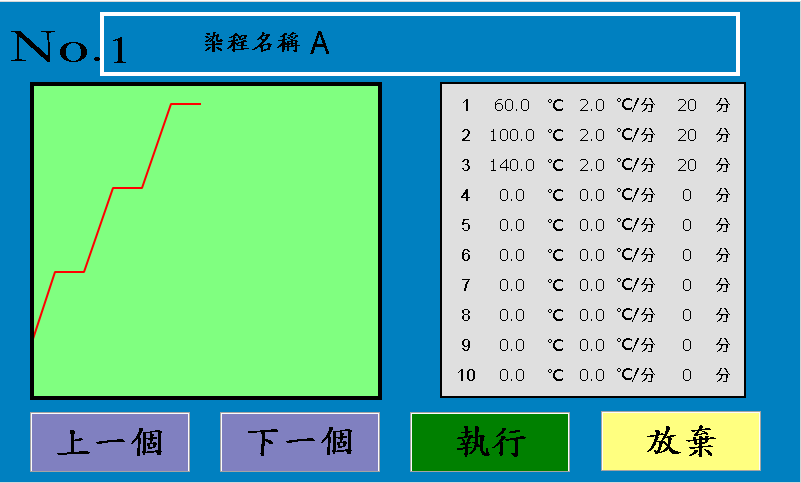 No.1 染程名稱 A
1 60.0 ℃ 2.0 ℃/分 20 分
2 100.0 ℃ 2.0 ℃/分 20 分
3 140.0 ℃ 2.0 ℃/分 20 分
4 0.0 ℃ 0.0 ℃/分 0 分
5 0.0 ℃ 0.0 ℃/分 0 分
6 0.0 ℃ 0.0 ℃/分 0 分
7 0.0 ℃ 0.0 ℃/分 0 分
8 0.0 ℃ 0.0 ℃/分 0 分
9 0.0 ℃ 0.0 ℃/分 0 分
10 0.0 ℃ 0.0 ℃/分 0 分
上一個 下一個 執行 放棄